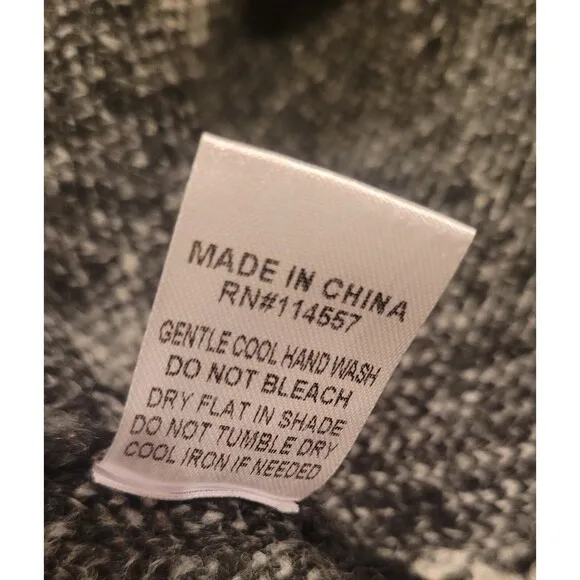 MADE IN CHINA
RN#114557
GENTLE COOL HAND WASH
DO NOT BLEACH
DRY FLAT IN SHADE
DO NOT TUMBLE DRY
COOL IRON IF NEEDED